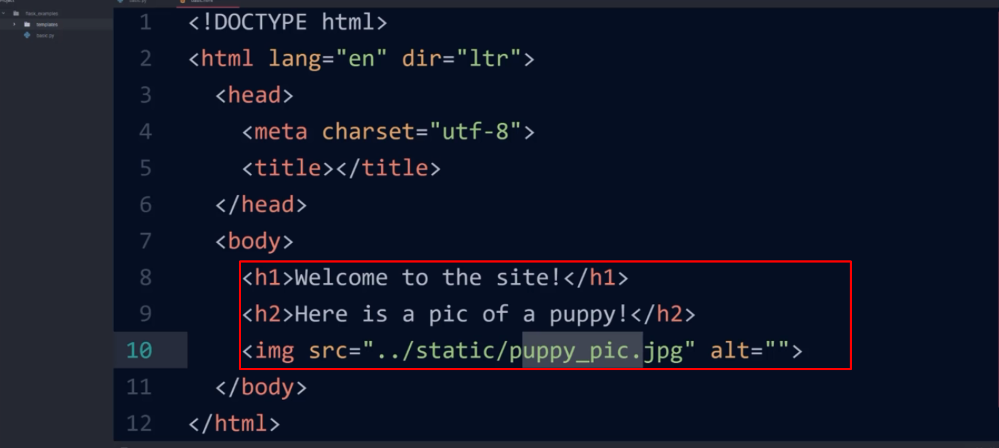 Project
basic.py
basic.html
flask_examples
templates
basic.py
1 <!DOCTYPE html>
2 <html lang="en" dir="ltr">
3 <head>
4 <meta charset="utf-8">
5 <title></title>
6 </head>
7 <body>
8 <h1>Welcome to the site!</h1>
9 <h2>Here is a pic of a puppy!</h2>
10 <img src="../static/puppy_pic.jpg" alt="">
11 </body>
12 </html>